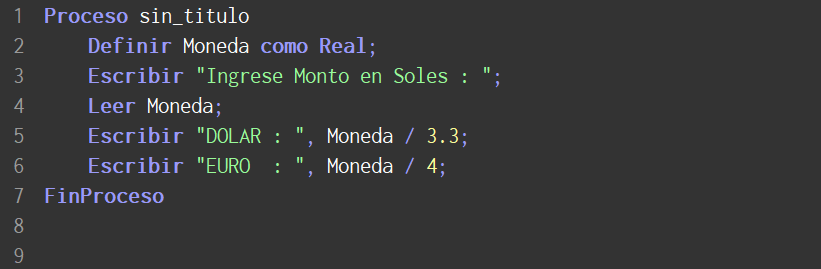 1 Proceso sin_titulo
2 Definir Moneda como Real;
3 Escribir "Ingrese Monto en Soles : ";
4 Leer Moneda;
5 Escribir "DOLAR : ", Moneda / 3.3;
6 Escribir "EURO  : ", Moneda / 4;
7 FinProceso
8
9